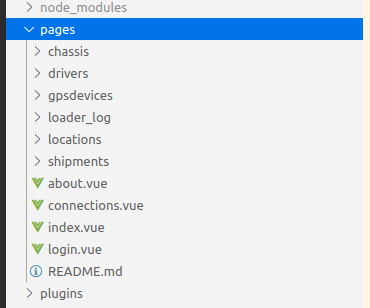 node_modules
pages
chassis
drivers
gpsdevices
loader_log
locations
shipments
about.vue
connections.vue
index.vue
login.vue
README.md
plugins